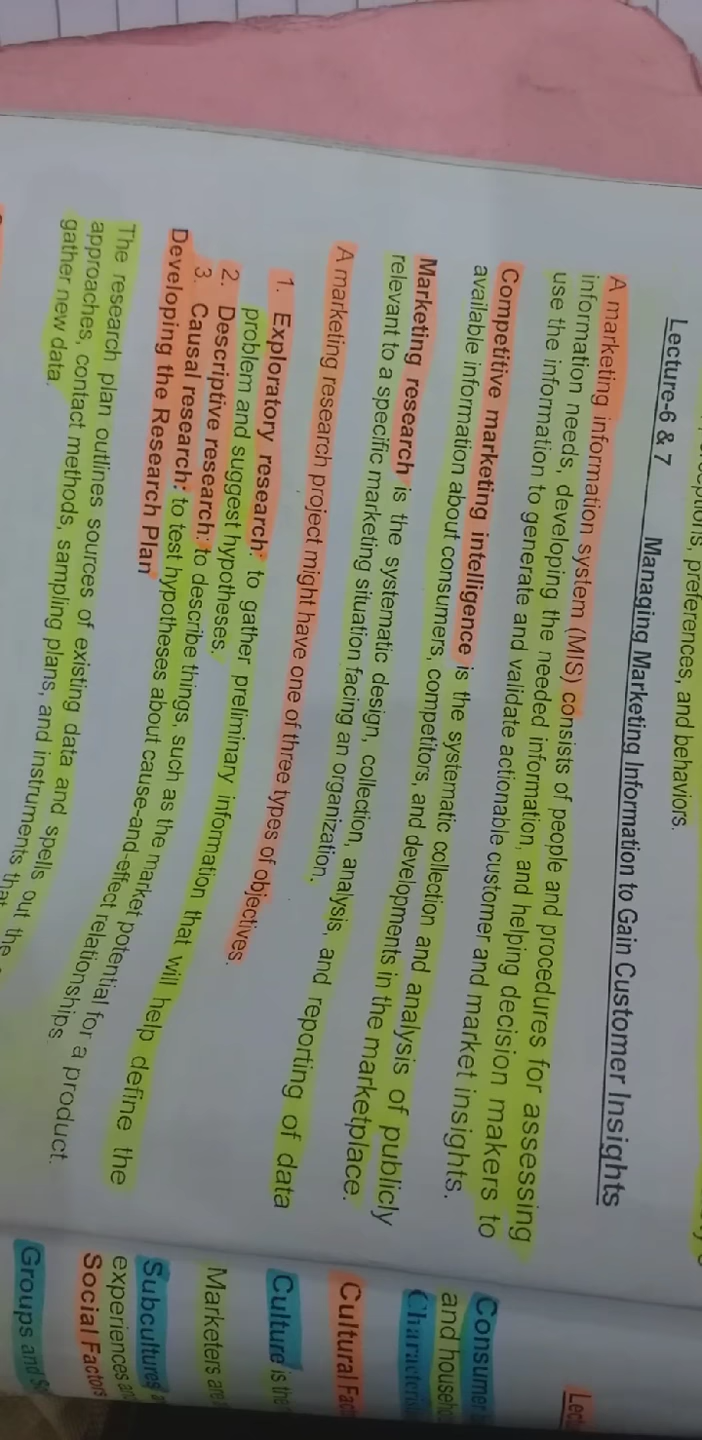 preferences, and behaviors.
Lecture-6 & 7 Managing Marketing Information to Gain Customer Insights
A marketing information system (MIS) consists of people and procedures for assessing
information needs, developing the needed information, and helping decision makers to
use the information to generate and validate actionable customer and market insights.
Competitive marketing intelligence is the systematic collection and analysis of publicly
available information about consumers, competitors, and developments in the marketplace.
Marketing research is the systematic design, collection, analysis, and reporting of data
relevant to a specific marketing situation facing an organization.
A marketing research project might have one of three types of objectives.
1. Exploratory research: to gather preliminary information that will help define the
problem and suggest hypotheses.
2. Descriptive research: to describe things, such as the market potential for a product.
3. Causal research: to test hypotheses about cause-and-effect relationships.
Developing the Research Plan
The research plan outlines sources of existing data and spells out the
approaches, contact methods, sampling plans, and instruments that
gather new data.
Consumer
and househo
Characteris
Cultural Fac
Culture is the
Marketers are
Subcultures
experiences an
Social Factors
Groups and S